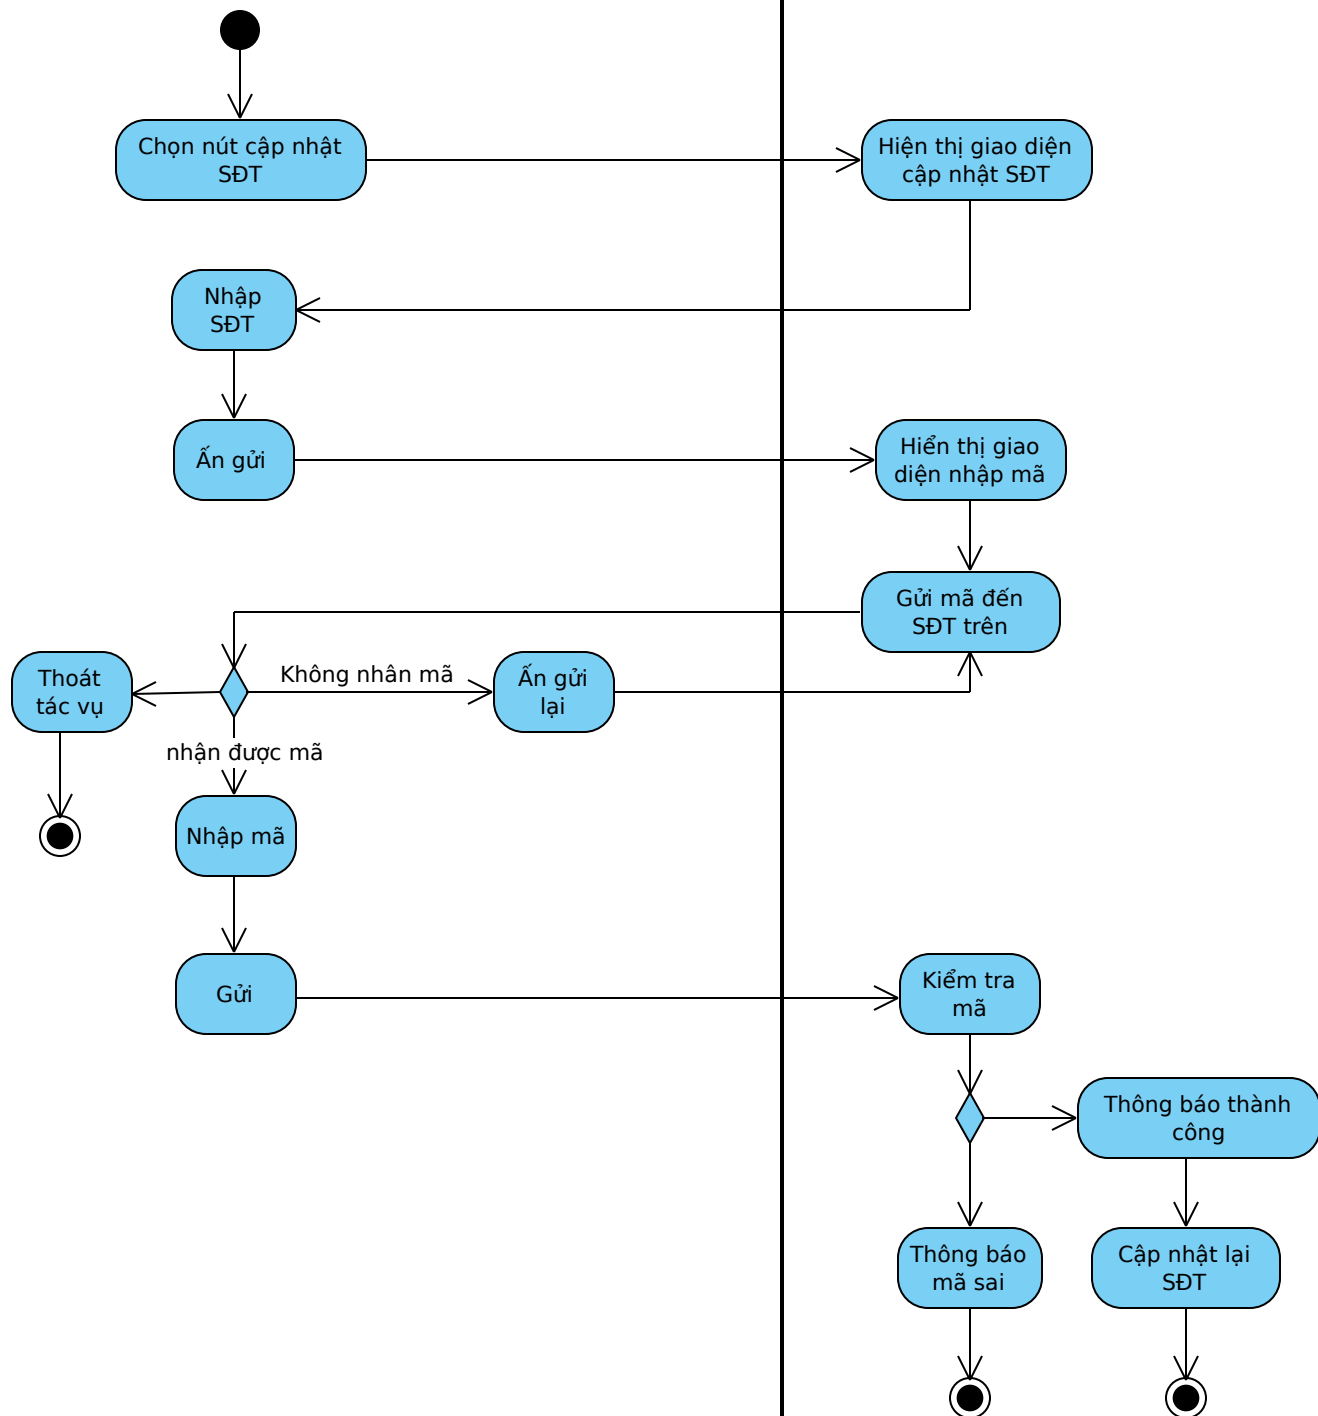 Chọn nút cập nhật
SĐT
Hiện thị giao diện
cập nhật SĐT
Nhập
SĐT
Ấn gửi
Hiển thị giao
diện nhập mã
Gửi mã đến
SĐT trên
Thoát
tác vụ
Không nhân mã
Ấn gửi
lại
nhận được mã
Nhập mã
Gửi
Kiểm tra
mã
Thông báo thành
công
Thông báo
mã sai
Cập nhật lại
SĐT